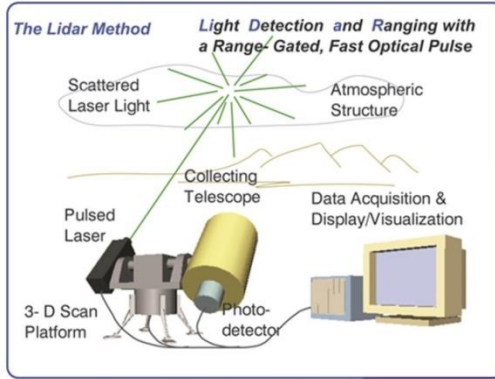 The Lidar Method
Light Detection and Ranging with
a Range- Gated, Fast Optical Pulse
Scattered
Laser Light
Atmospheric
Structure
Collecting
Telescope
Data Acquisition &
Display/Visualization
Pulsed
Laser
3- D Scan
Platform
Photo-
detector